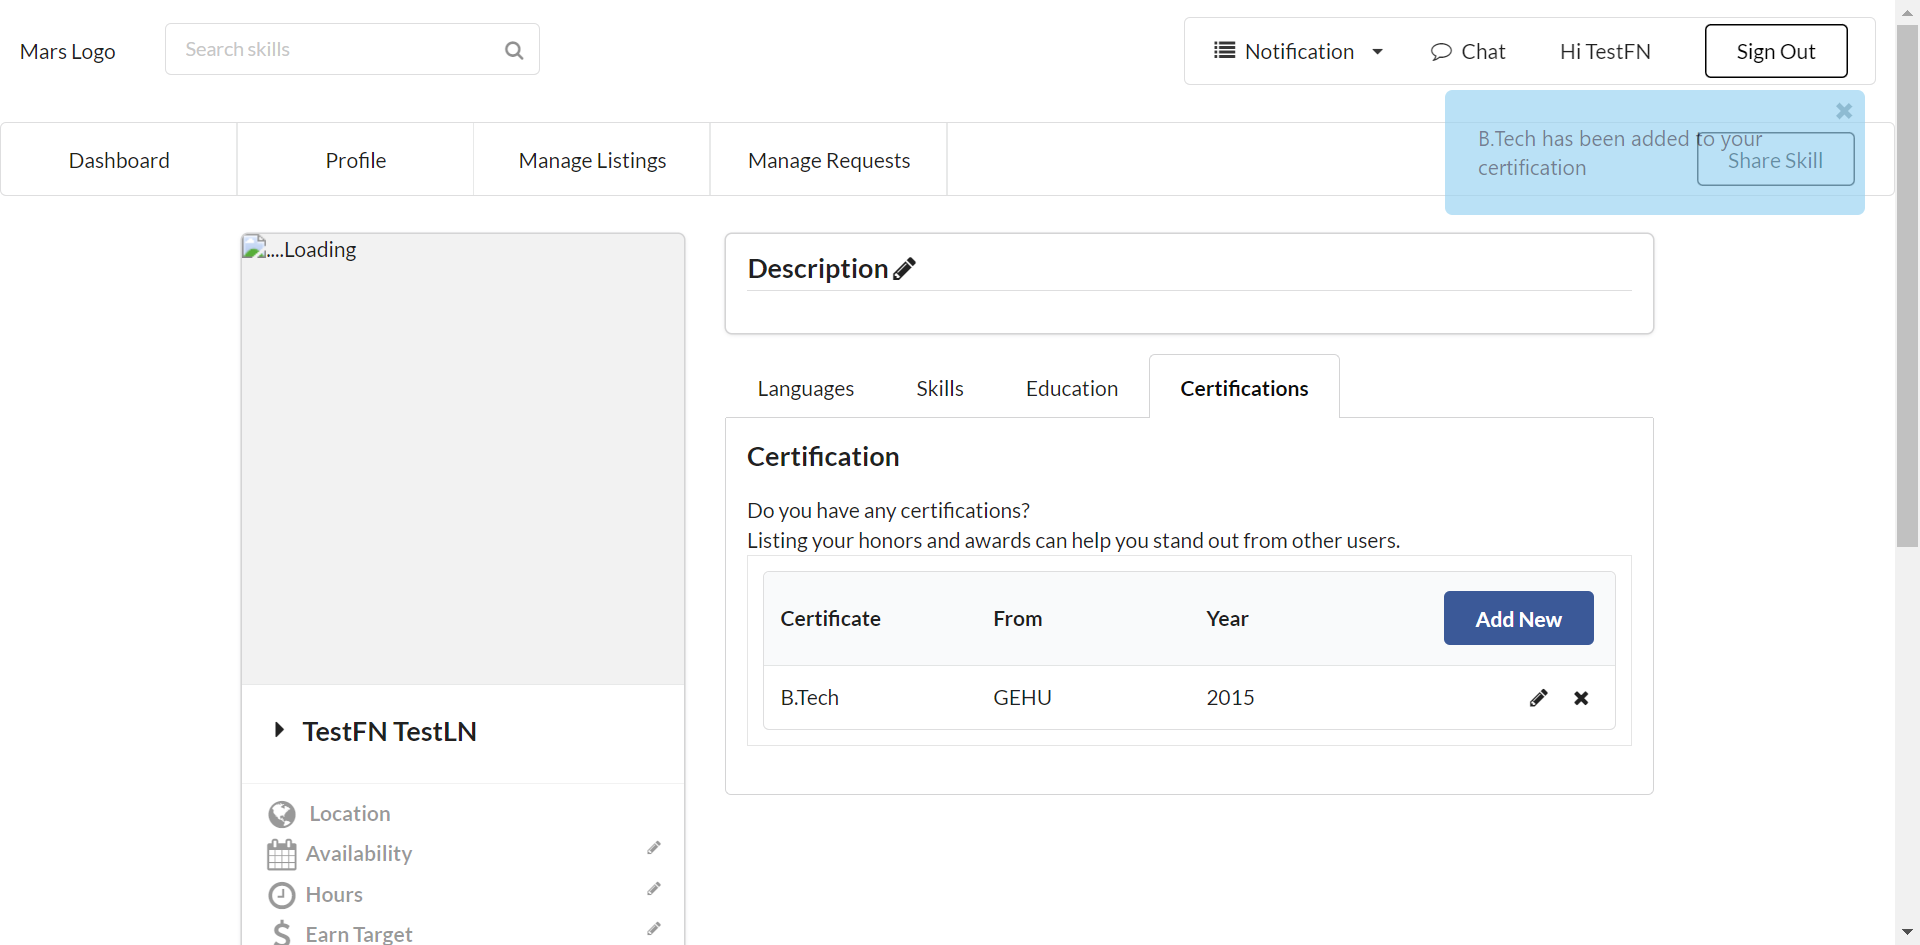 Mars Logo
Search skills
Notification
Chat
Hi TestFN
Sign Out
B.Tech has been added to your
certification
Dashboard
Profile
Manage Listings
Manage Requests
Share Skill
....Loading
Description
Languages
Skills
Education
Certifications
Certification
Do you have any certifications?
Listing your honors and awards can help you stand out from other users.
Certificate
From
Year
Add New
B.Tech
GEHU
2015
TestFN TestLN
Location
Availability
Hours
Earn Target